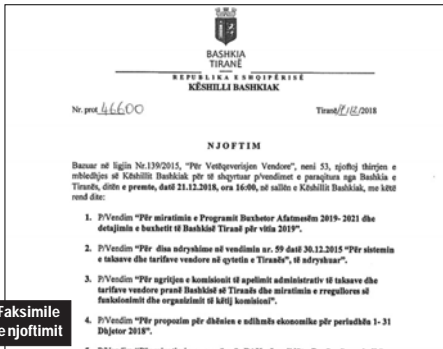 BASHKIA
TIRANË
REPUBLIKA E SHQIPËRISË
KËSHILLI BASHKIAK
Nr. prot 46600
Tiranë / 12/2018
NJOFTIM
Bazuar në ligjin Nr.139/2015, "Për Vetëqeverisjen Vendore", neni 53, njoftoj thirrjen e
mbledhjes së Këshillit Bashkiak për të shqyrtuar p/vendimet e paraqitura nga Bashkia e
Tiranës, ditën e premte, datë 21.12.2018, ora 16:00, në sallën e Këshillit Bashkiak, me këtë
rend dite:
1. P/Vendim "Për miratimin e Programit Buxhetor Afatmesëm 2019- 2021 dhe
detajimin e buxhetit të Bashkisë Tiranë për vitin 2019".
2. P/Vendim "Për disa ndryshime në vendimin nr. 59 datë 30.12.2015 "Për sistemin
e taksave dhe tarifave vendore në qytetin e Tiranës", të ndryshuar".
3. P/Vendim "Për ngritjen e komisionit të apelimit administrativ të taksave dhe
tarifave vendore pranë Bashkisë së Tiranës dhe miratimin e rregullores së
funksionimit dhe organizimit të këtij komisioni".
4. P/Vendim "Për propozim për dhënien e ndihmës ekonomike për periudhën 1- 31
Dhjetor 2018".
Faksimile
e njoftimit